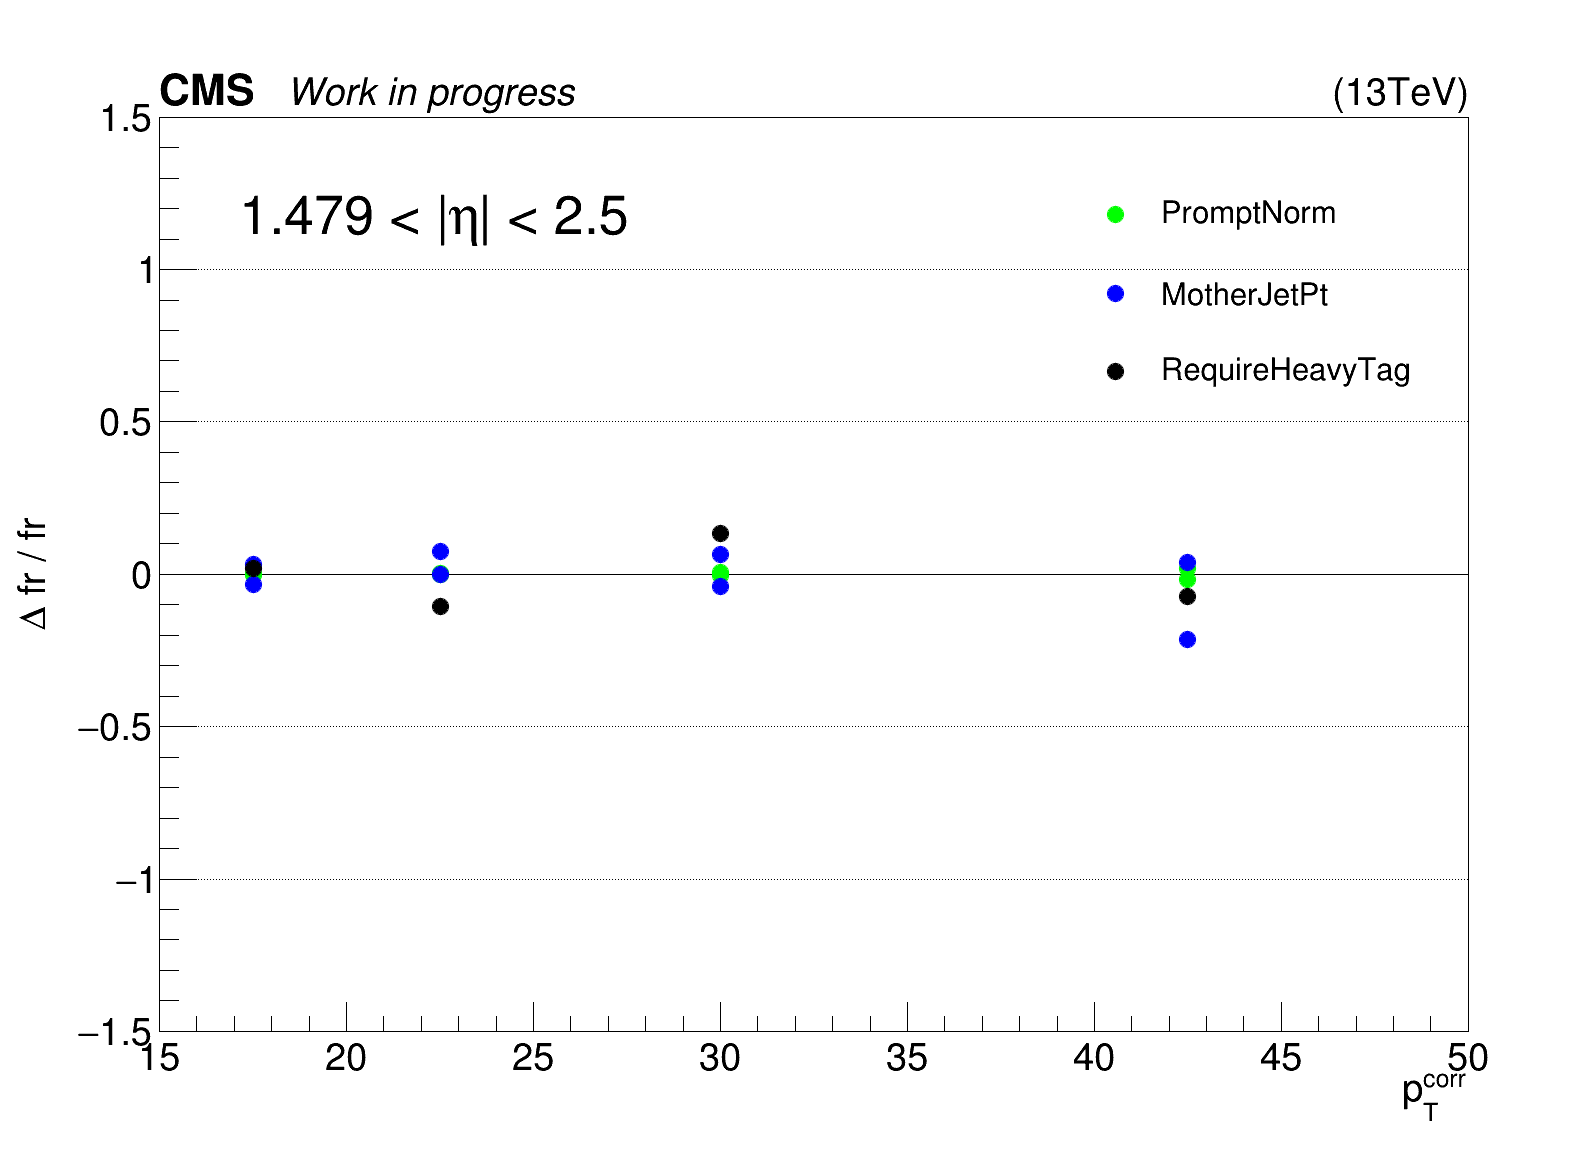 CMS Work in progress (13TeV)
1.479 < |η| < 2.5
PromptNorm
MotherJetPt
RequireHeavyTag
1.5
1
0.5
0
−0.5
−1
−1.5
Δ fr / fr
15 20 25 30 35 40 45 50
p_T^corr